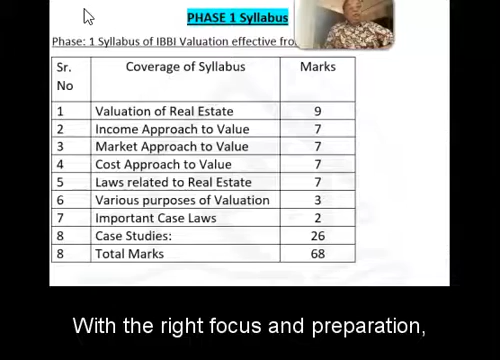 PHASE 1 Syllabus
Phase: 1 Syllabus of IBBI Valuation effective fro
Sr. No Coverage of Syllabus Marks
1 Valuation of Real Estate 9
2 Income Approach to Value 7
3 Market Approach to Value 7
4 Cost Approach to Value 7
5 Laws related to Real Estate 7
6 Various purposes of Valuation 3
7 Important Case Laws 2
8 Case Studies: 26
8 Total Marks 68
With the right focus and preparation,